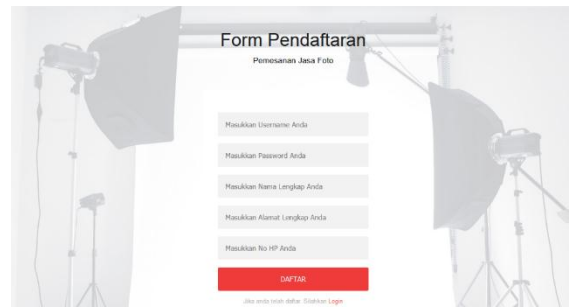 Form Pendaftaran
Pemesanan Jasa Foto
Masukkan Username Anda
Masukkan Password Anda
Masukkan Nama Lengkap Anda
Masukkan Alamat Lengkap Anda
Masukkan No HP Anda
DAFTAR
Jika anda telah daftar. Silahkan Login